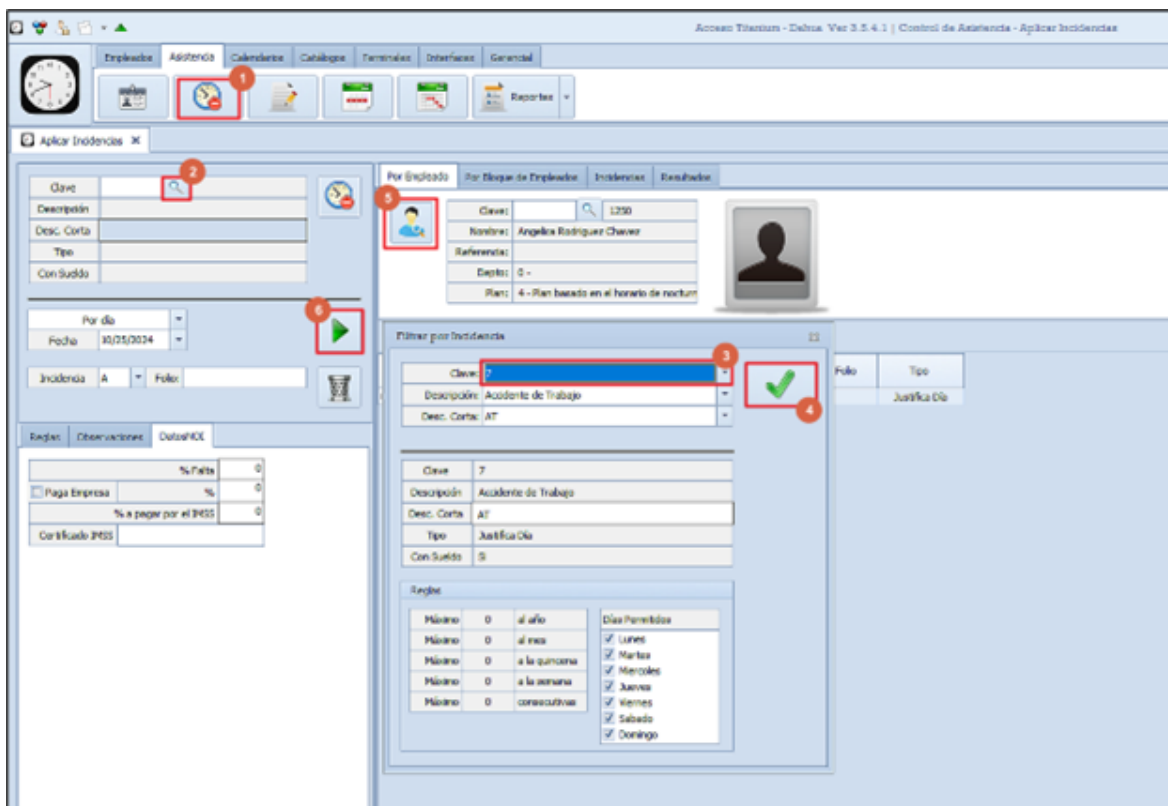 Acceso Titanium - Debua. Ver 3.5.4.1 | Control de Asistencia - Aplicar Incidencias
Empleados Asistencia Calendarios Catálogos Terminales Interfaces Gerencial
1
Reportes
Aplicar Incidencias
2
Clave
Descripción
Desc. Corta
Tipo
Con Sueldo
Por día
Fecha 10/25/2024
6
Incidencia A Folio:
Reglas Observaciones DatosNOI
% Falta 0
Paga Empresa % 0
% a pagar por el IMSS 0
Certificado IMSS
Por Empleado Por Bloque de Empleados Incidencias Resultados
5
Clave: 1250
Nombre: Angelica Rodriguez Chavez
Referencia:
Depto: 0 -
Plan: 4 - Plan basado en el horario de nocturn
Filtrar por Incidencia
3
Clave: 7
Descripción: Accidente de Trabajo
Desc. Corta: AT
4
Folio Tipo
Justifica Día
Clave 7
Descripción Accidente de Trabajo
Desc. Corta AT
Tipo Justifica Día
Con Sueldo Si
Reglas
Máximo 0 al año
Máximo 0 al mes
Máximo 0 a la quincena
Máximo 0 a la semana
Máximo 0 consecutivas
Días Permitidos
Lunes
Martes
Miercoles
Jueves
Viernes
Sabado
Domingo